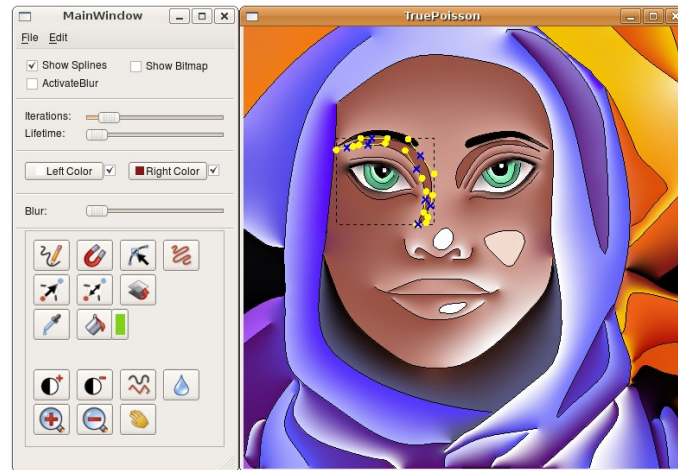 MainWindow
TruePoisson
File Edit
Show Splines Show Bitmap
ActivateBlur
Iterations:
Lifetime:
Left Color Right Color
Blur: